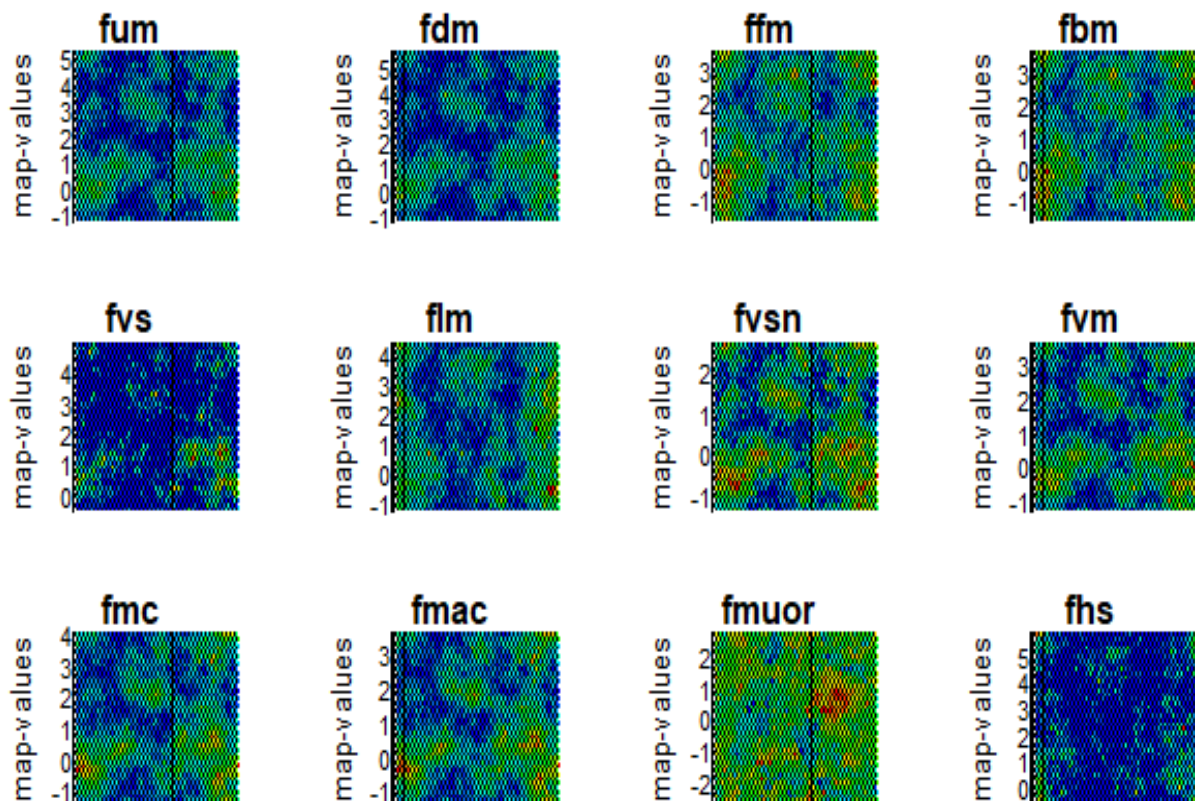 fum fdm ffm fbm
map-values map-values map-values map-values
5 4 3 2 1 0 -1
5 4 3 2 1 0 -1
3 2 1 0 -1
3 2 1 0 -1
fvs flm fvsn fvm
map-values map-values map-values map-values
4 3 2 1 0
4 3 2 1 0 -1
2 1 0 -1
3 2 1 0 -1
fmc fmac fmuor fhs
map-values map-values map-values map-values
4 3 2 1 0 -1
3 2 1 0 -1
2 1 0 -1 -2
5 4 3 2 1 0